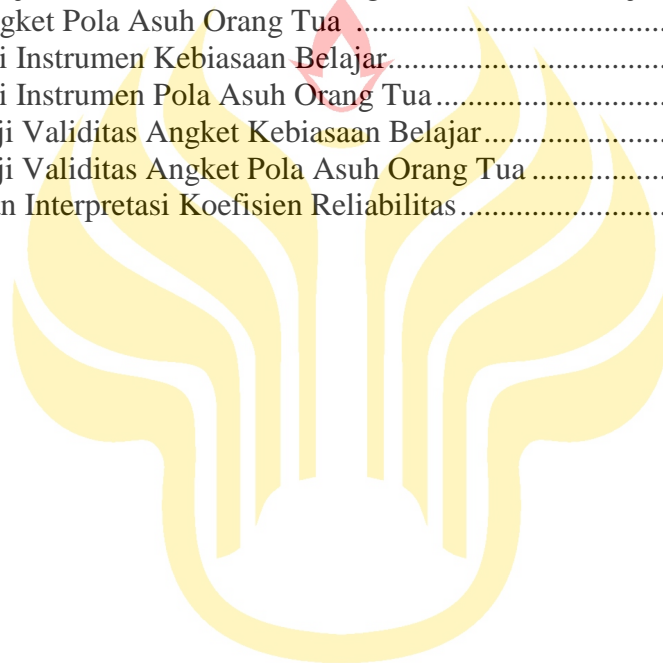 ngket Pola Asuh Orang Tua ....................................
i Instrumen Kebiasaan Belajar................................
i Instrumen Pola Asuh Orang Tua..........................
ji Validitas Angket Kebiasaan Belajar....................
ji Validitas Angket Pola Asuh Orang Tua ...............
n Interpretasi Koefisien Reliabilitas.......................